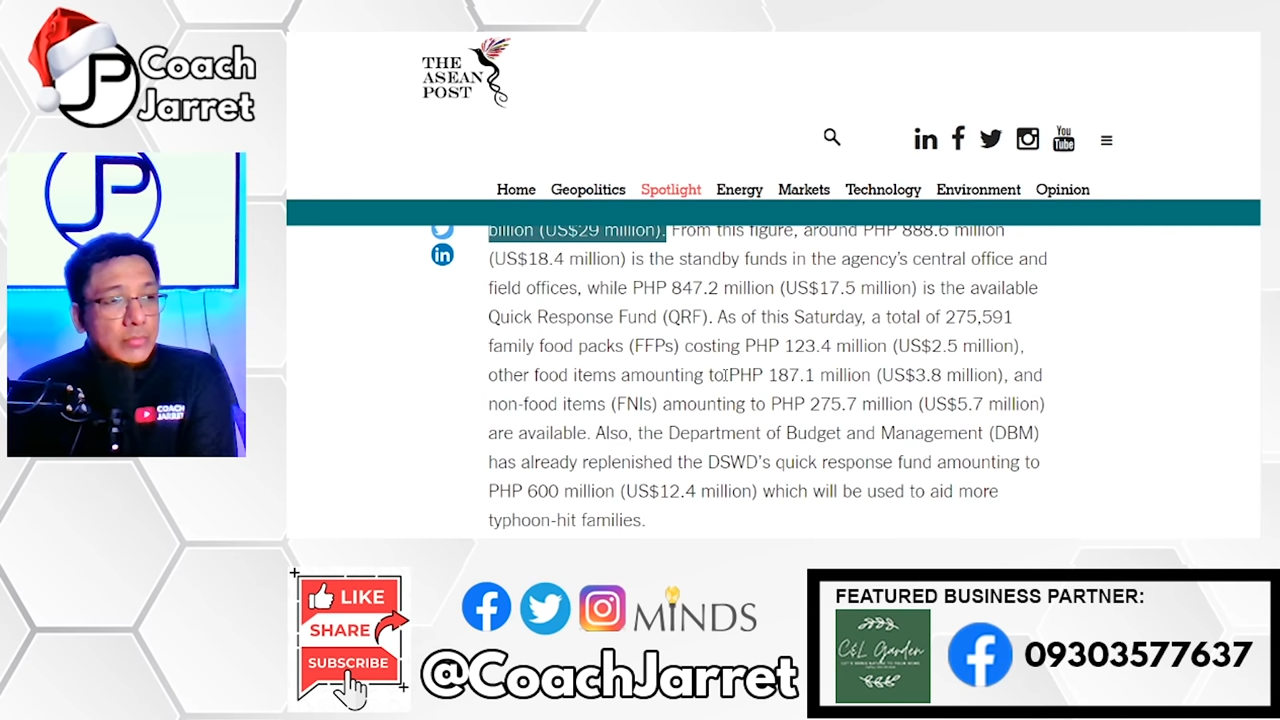 Coach
Jarret
THE
ASEAN
POST
You
Tube
Home Geopolitics Spotlight Energy Markets Technology Environment Opinion
billion (US$29 million). From this figure, around PHP 888.6 million
(US$18.4 million) is the standby funds in the agency's central office and
field offices, while PHP 847.2 million (US$17.5 million) is the available
Quick Response Fund (QRF). As of this Saturday, a total of 275,591
family food packs (FFPs) costing PHP 123.4 million (US$2.5 million),
other food items amounting to PHP 187.1 million (US$3.8 million), and
non-food items (FNIs) amounting to PHP 275.7 million (US$5.7 million)
are available. Also, the Department of Budget and Management (DBM)
has already replenished the DSWD's quick response fund amounting to
PHP 600 million (US$12.4 million) which will be used to aid more
typhoon-hit families.
COACH
JARRET
LIKE
SHARE
SUBSCRIBE
MINDS
@CoachJarret
FEATURED BUSINESS PARTNER:
C&L Garden
09303577637